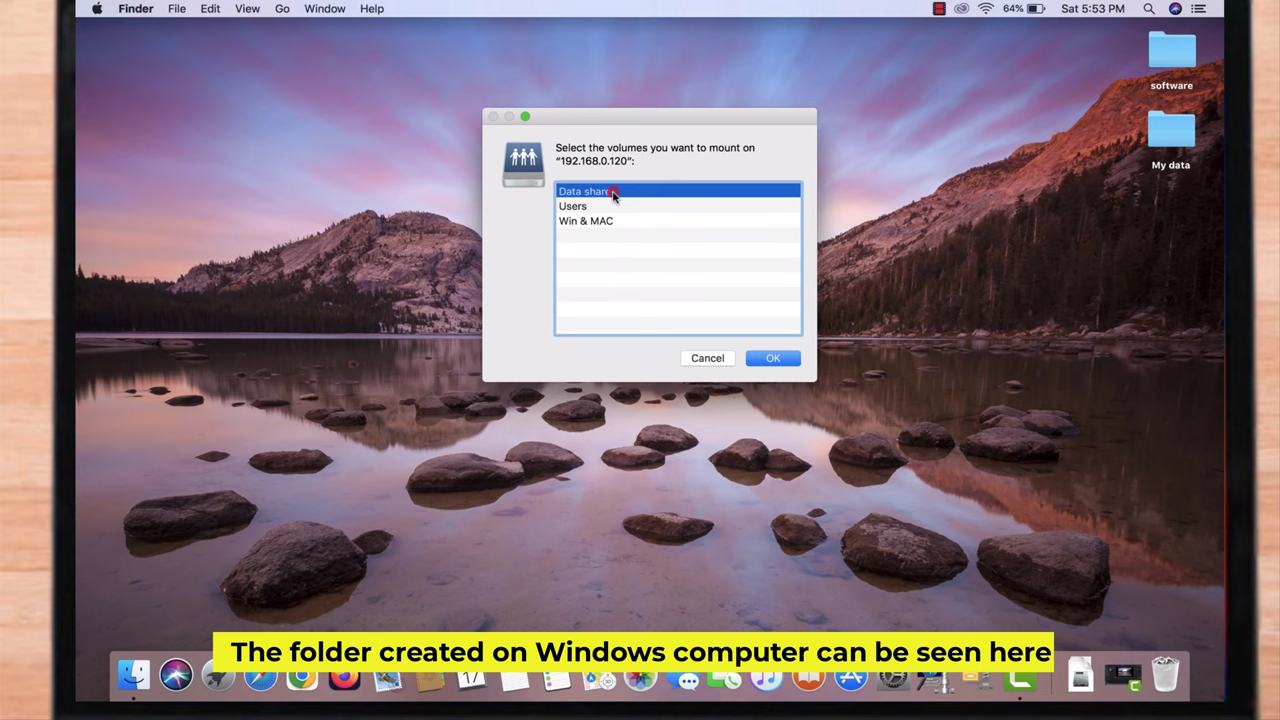 Finder File Edit View Go Window Help 64% Sat 5:53 PM
software
My data
Select the volumes you want to mount on
“192.168.0.120”:
Data share
Users
Win & MAC
Cancel OK
The folder created on Windows computer can be seen here
17